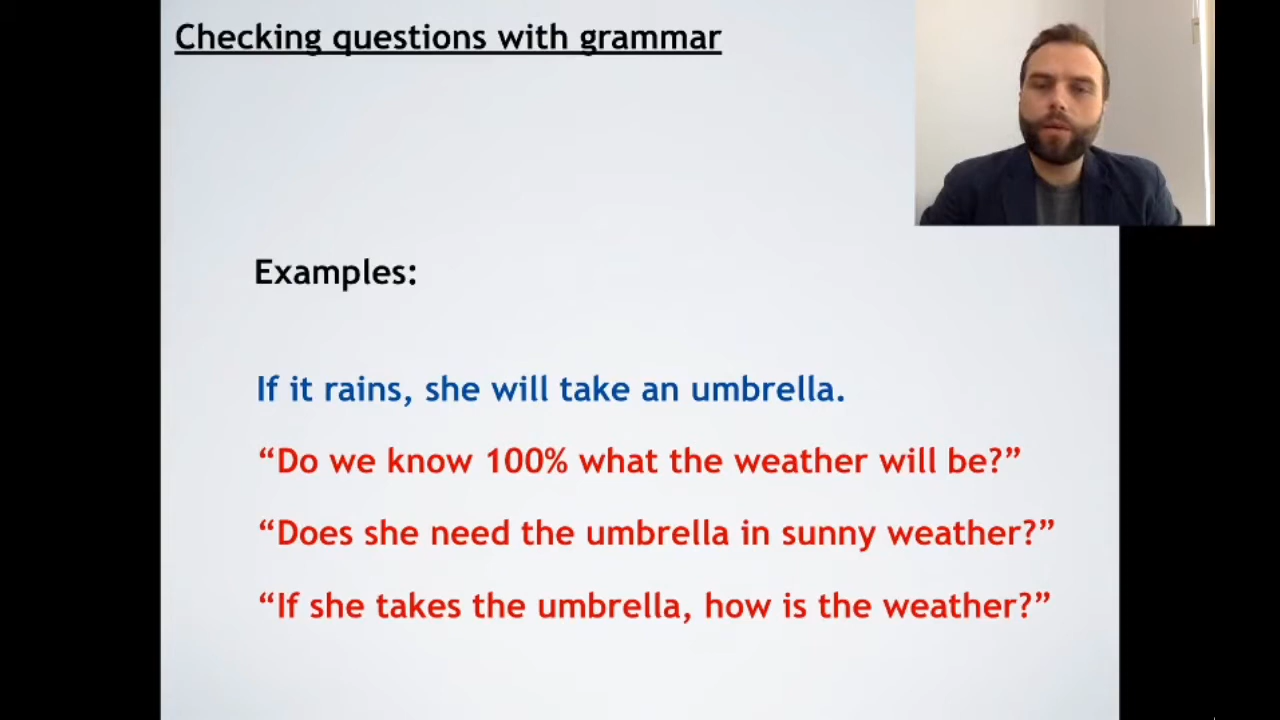 Checking questions with grammar
Examples:
If it rains, she will take an umbrella.
“Do we know 100% what the weather will be?”
“Does she need the umbrella in sunny weather?”
“If she takes the umbrella, how is the weather?”